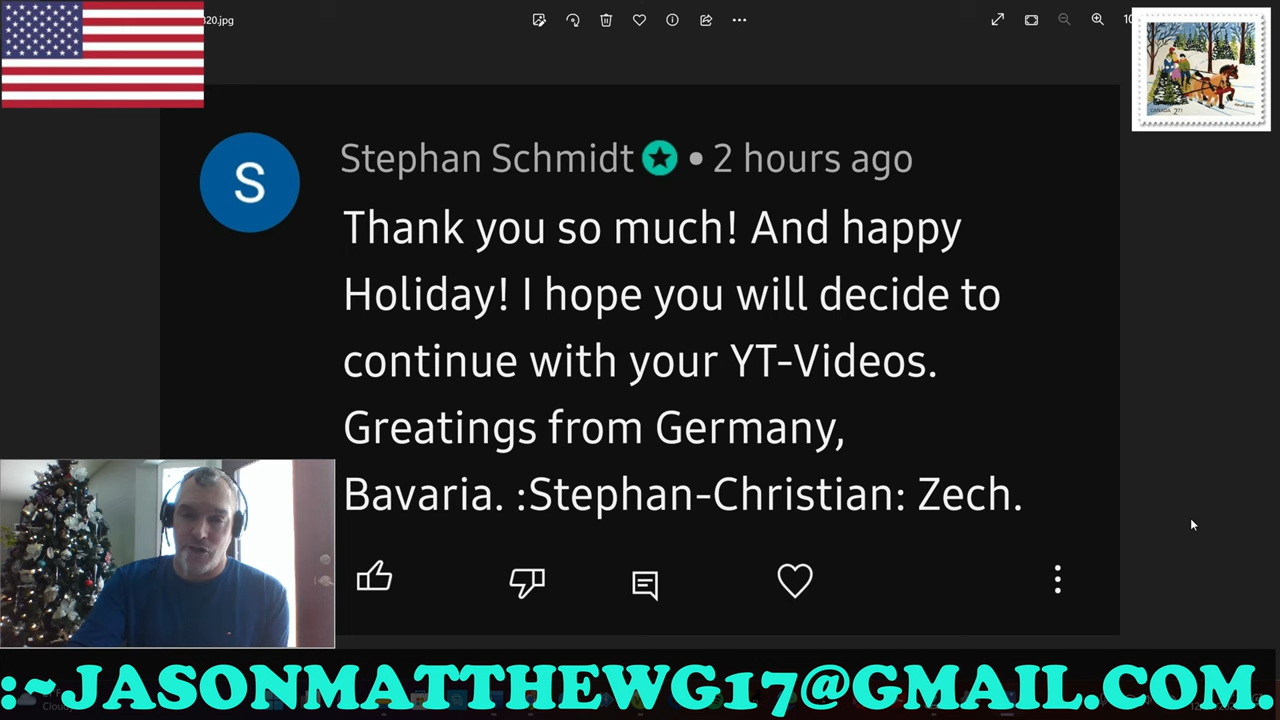 20.jpg
Stephan Schmidt • 2 hours ago
S
Thank you so much! And happy
Holiday! I hope you will decide to
continue with your YT-Videos.
Greatings from Germany,
Bavaria. :Stephan-Christian: Zech.
CANADA
:~JASONMATTHEWG17@GMAIL.COM.